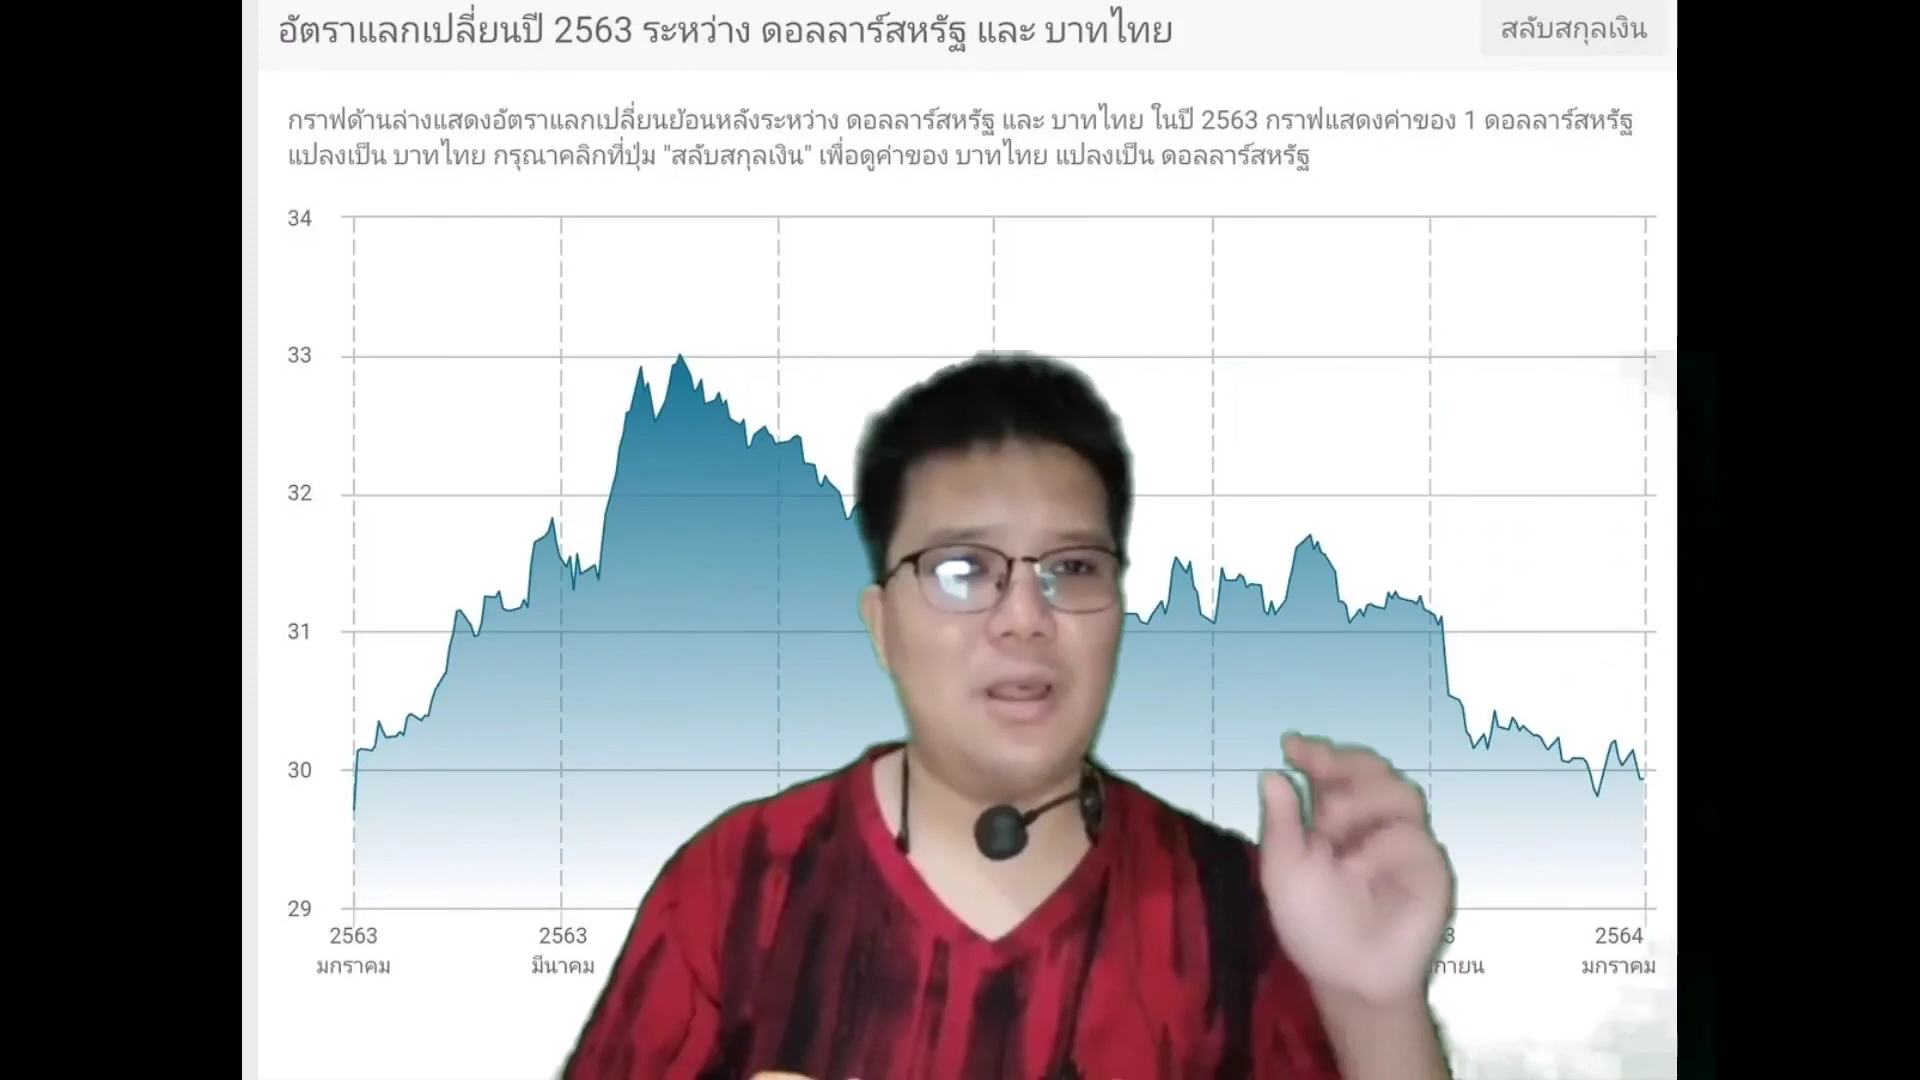 อัตราแลกเปลี่ยนปี 2563 ระหว่าง ดอลลาร์สหรัฐ และ บาทไทย
สลับสกุลเงิน
กราฟด้านล่างแสดงอัตราแลกเปลี่ยนย้อนหลังระหว่าง ดอลลาร์สหรัฐ และ บาทไทย ในปี 2563 กราฟแสดงค่าของ 1 ดอลลาร์สหรัฐ
แปลงเป็น บาทไทย กรุณาคลิกที่ปุ่ม "สลับสกุลเงิน" เพื่อดูค่าของ บาทไทย แปลงเป็น ดอลลาร์สหรัฐ
34
33
32
31
30
29
2563 2563 3 2564
มกราคม มีนาคม กายน มกราคม